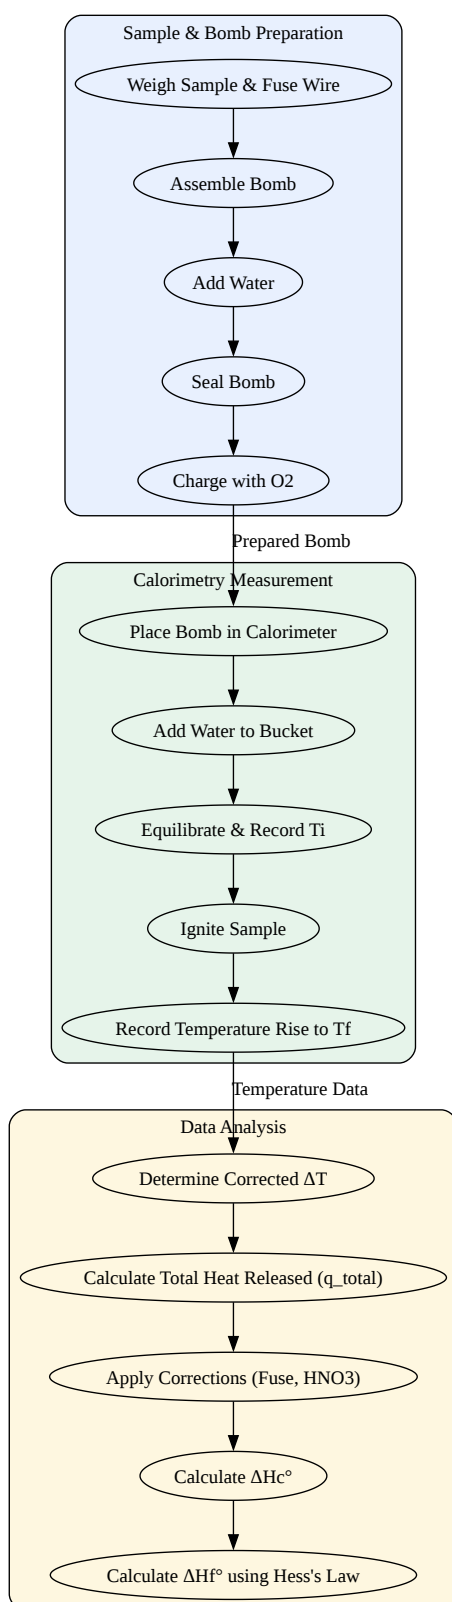 Sample & Bomb Preparation
Weigh Sample & Fuse Wire
Assemble Bomb
Add Water
Seal Bomb
Charge with O2
Prepared Bomb
Calorimetry Measurement
Place Bomb in Calorimeter
Add Water to Bucket
Equilibrate & Record Ti
Ignite Sample
Record Temperature Rise to Tf
Temperature Data
Data Analysis
Determine Corrected ΔT
Calculate Total Heat Released (q_total)
Apply Corrections (Fuse, HNO3)
Calculate ΔHc°
Calculate ΔHf° using Hess's Law